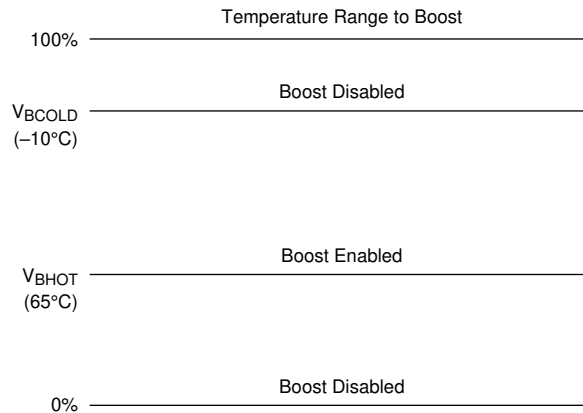 Temperature Range to Boost
100%
Boost Disabled
VBCOLD
(–10°C)
Boost Enabled
VBHOT
(65°C)
Boost Disabled
0%